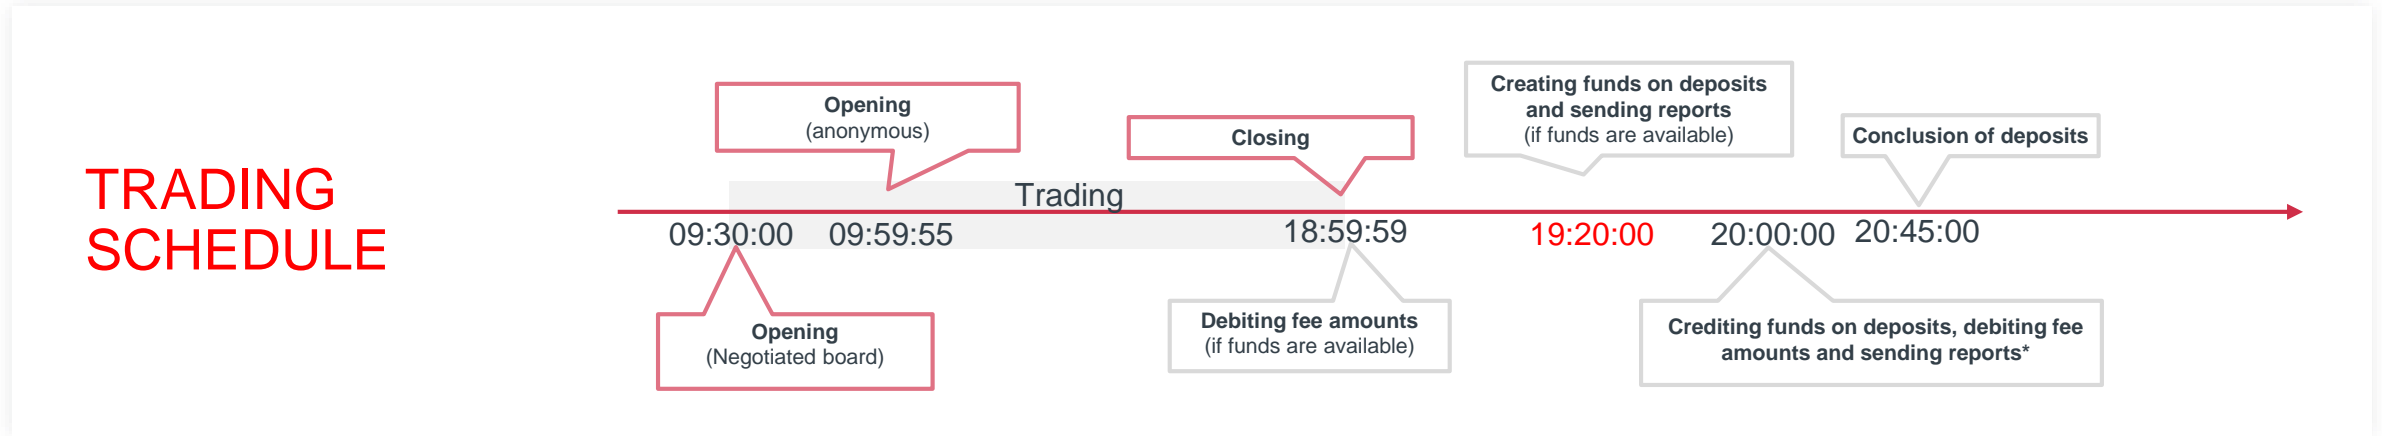 TRADING
SCHEDULE
Opening
(anonymous)
Closing
Creating funds on deposits
and sending reports
(if funds are available)
Conclusion of deposits
Trading
09:30:00
09:59:55
18:59:59
19:20:00
20:00:00
20:45:00
Opening
(Negotiated board)
Debiting fee amounts
(if funds are available)
Crediting funds on deposits, debiting fee
amounts and sending reports*